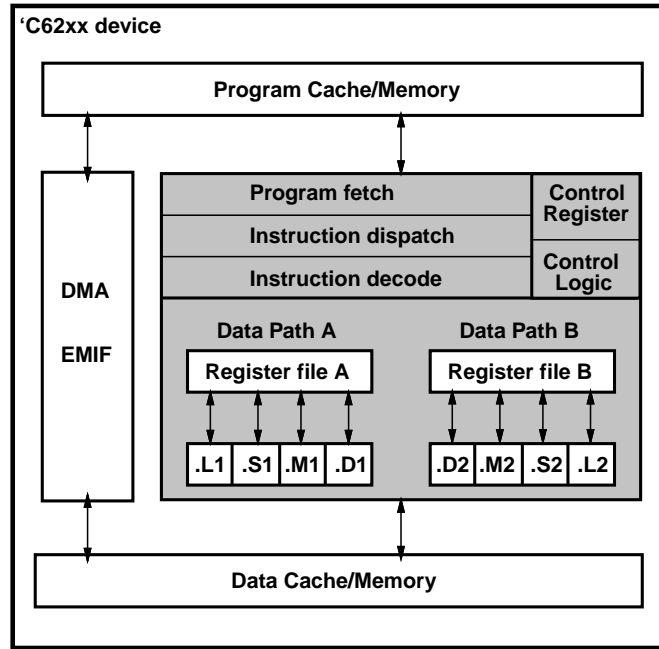 ‘C62xx device
Program Cache/Memory
Program fetch
Instruction dispatch
Instruction decode
Control
Register
Control
Logic
DMA
EMIF
Data Path A
Data Path B
Register file A
Register file B
.L1 .S1 .M1 .D1
.D2 .M2 .S2 .L2
Data Cache/Memory